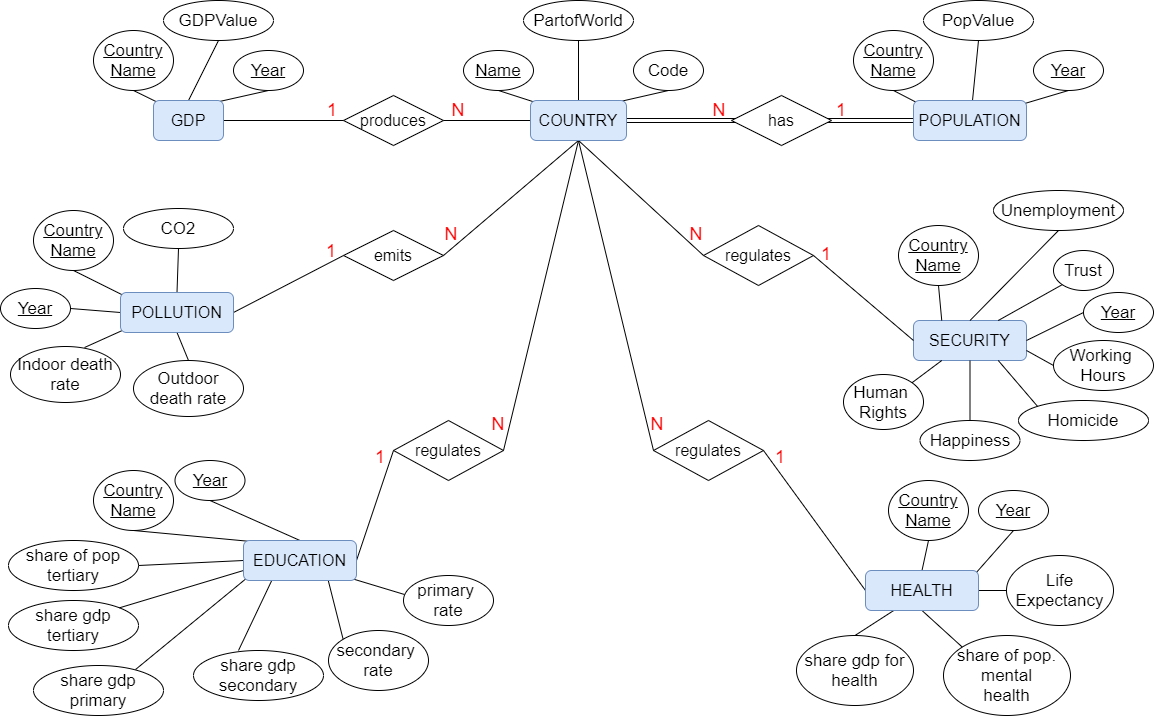 GDPValue
PartofWorld
PopValue
Country
Name
Year
Name
Code
Country
Name
Year
GDP
1
produces
N
COUNTRY
N
has
1
POPULATION
Country
Name
CO2
Year
POLLUTION
Indoor death
rate
Outdoor
death rate
1
emits
N
N
regulates
1
Unemployment
Country
Name
Trust
Year
SECURITY
Working
Hours
Human
Rights
Homicide
Happiness
1
regulates
N
N
regulates
1
Country
Name
Year
share of pop
tertiary
EDUCATION
share gdp
tertiary
primary
rate
share gdp
primary
share gdp
secondary
secondary
rate
Country
Name
Year
HEALTH
Life
Expectancy
share gdp for
health
share of pop.
mental
health